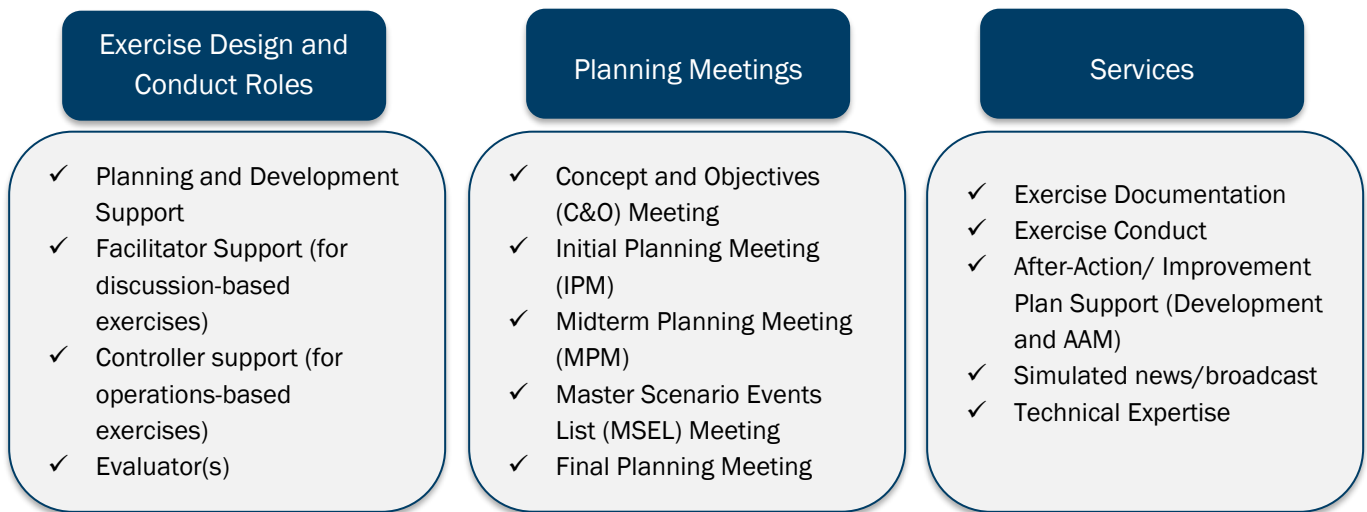 Exercise Design and
Conduct Roles
✓ Planning and Development
Support
✓ Facilitator Support (for
discussion-based
exercises)
✓ Controller support (for
operations-based
exercises)
✓ Evaluator(s)
Planning Meetings
✓ Concept and Objectives
(C&O) Meeting
✓ Initial Planning Meeting
(IPM)
✓ Midterm Planning Meeting
(MPM)
✓ Master Scenario Events
List (MSEL) Meeting
✓ Final Planning Meeting
Services
✓ Exercise Documentation
✓ Exercise Conduct
✓ After-Action/ Improvement
Plan Support (Development
and AAM)
✓ Simulated news/broadcast
✓ Technical Expertise